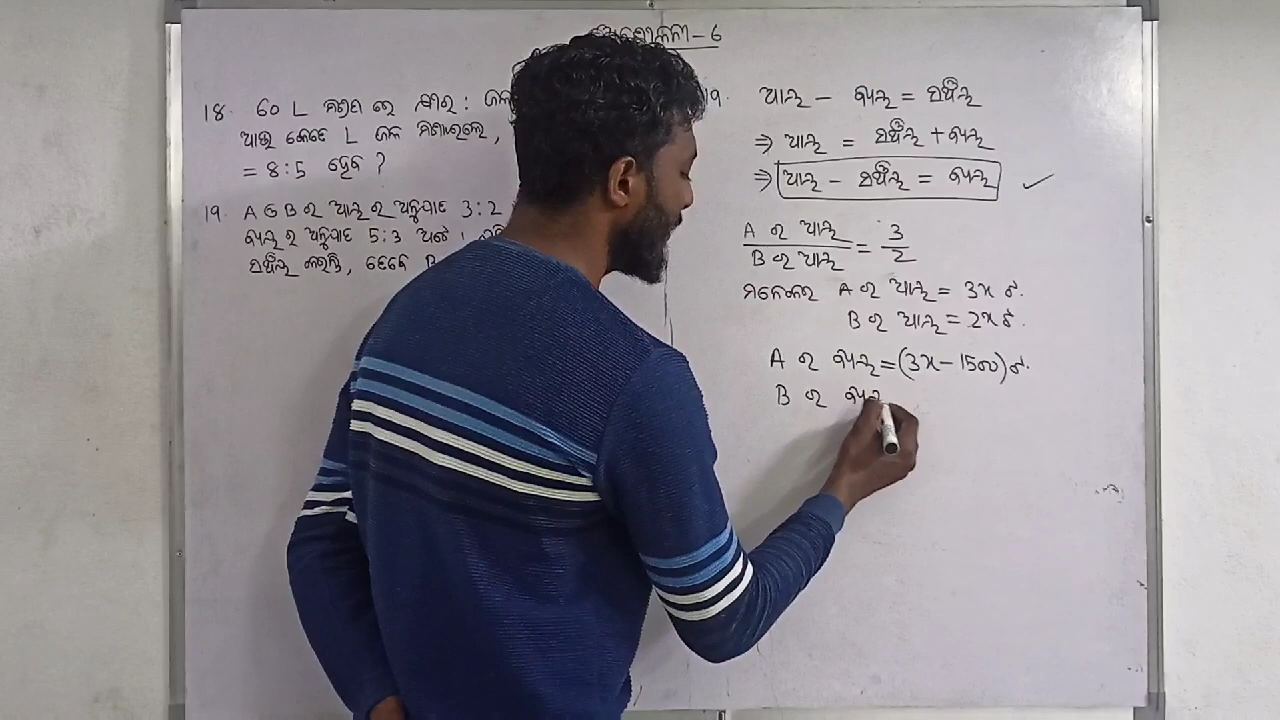 ଅନୁଶୀଳନୀ – 6
18. 60 L ମିଶ୍ରଣ ରେ କ୍ଷୀର : ଜଳ
ଆଉ କେତେ L ଜଳ ମିଶାଇଲେ,
= 8:5 ହେବ ?
19. A ଓ B ର ଆୟ ର ଅନୁପାତ 3:2
ବ୍ୟୟ ର ଅନୁପାତ 5:3 ଅଟେ ।
ସଞ୍ଚୟ କରନ୍ତି, ତେବେ B
19. ଆୟ – ବ୍ୟୟ = ସଞ୍ଚୟ
⇒ ଆୟ = ସଞ୍ଚୟ + ବ୍ୟୟ
⇒ ଆୟ – ସଞ୍ଚୟ = ବ୍ୟୟ ✓
A ର ଆୟ / B ର ଆୟ = 3/2
ମନେକର A ର ଆୟ = 3x ଟ.
B ର ଆୟ = 2x ଟ.
A ର ବ୍ୟୟ = (3x – 1500) ଟ.
B ର ବ୍ୟୟ